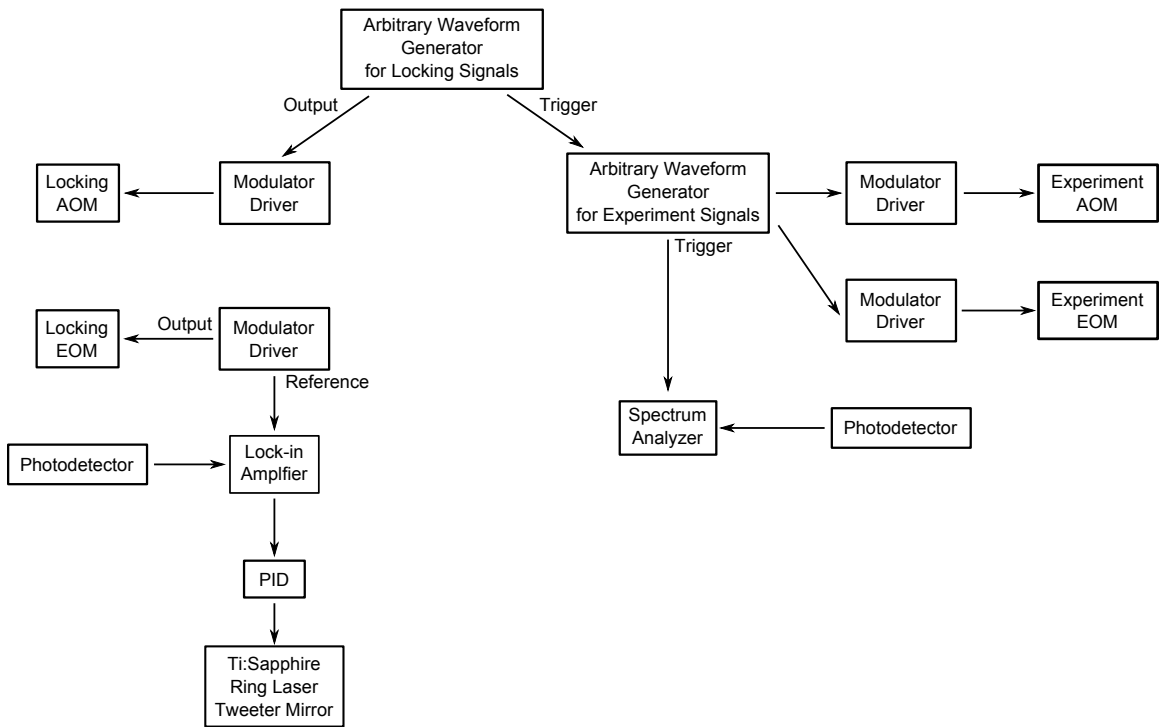 Arbitrary Waveform
Generator
for Locking Signals
Output
Trigger
Locking
AOM
Modulator
Driver
Arbitrary Waveform
Generator
for Experiment Signals
Modulator
Driver
Experiment
AOM
Trigger
Locking
EOM
Output
Modulator
Driver
Modulator
Driver
Experiment
EOM
Reference
Photodetector
Lock-in
Amplfier
Spectrum
Analyzer
Photodetector
PID
Ti:Sapphire
Ring Laser
Tweeter Mirror